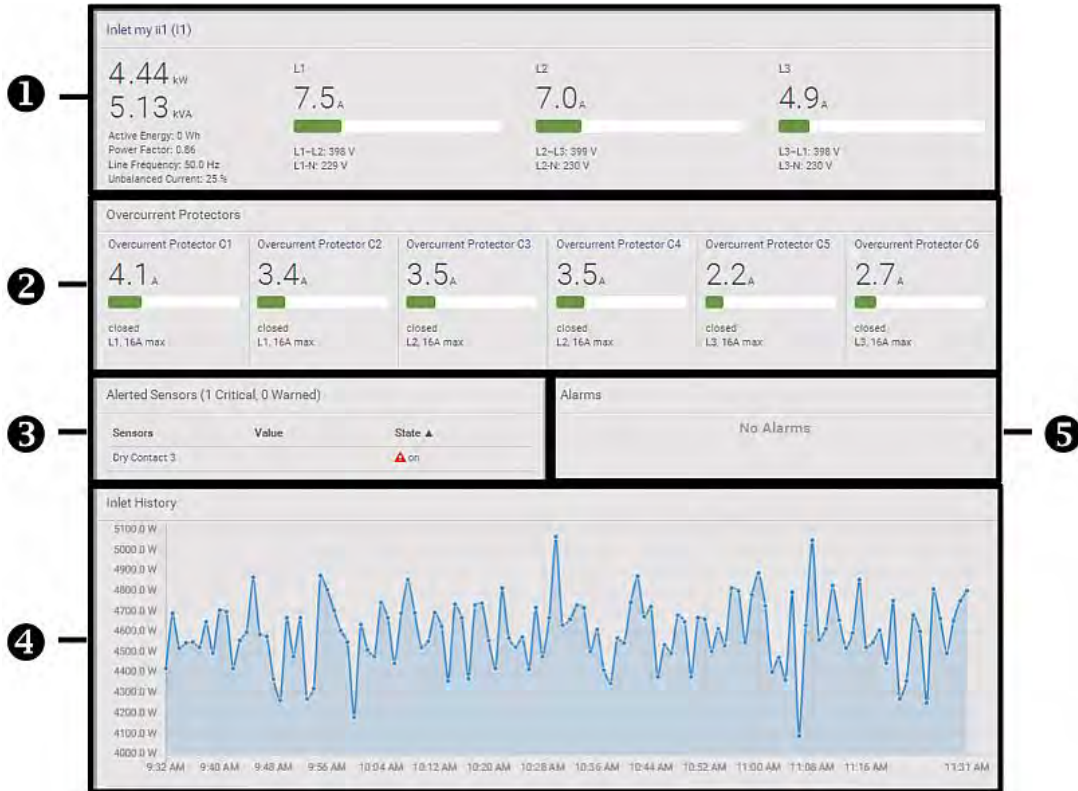 Inlet my ii1 (I1)
4.44 kW
5.13 kVA
Active Energy: 0 Wh
Power Factor: 0.86
Line Frequency: 50.0 Hz
Unbalanced Current: 25 %
L1
7.5 A
L1-L2: 398 V
L1-N: 229 V
L2
7.0 A
L2-L3: 399 V
L2-N: 230 V
L3
4.9 A
L3-L1: 398 V
L3-N: 230 V
1
Overcurrent Protectors
Overcurrent Protector C1
4.1 A
closed
L1, 16A max
Overcurrent Protector C2
3.4 A
closed
L1, 16A max
Overcurrent Protector C3
3.5 A
closed
L2, 16A max
Overcurrent Protector C4
3.5 A
closed
L2, 16A max
Overcurrent Protector C5
2.2 A
closed
L3, 16A max
Overcurrent Protector C6
2.7 A
closed
L3, 16A max
2
Alerted Sensors (1 Critical, 0 Warned)
Sensors Value State ▲
Dry Contact 3 on
3
Alarms
No Alarms
5
Inlet History
5100.0 W
5000.0 W
4900.0 W
4800.0 W
4700.0 W
4600.0 W
4500.0 W
4400.0 W
4300.0 W
4200.0 W
4100.0 W
4000.0 W
9:32 AM 9:40 AM 9:48 AM 9:56 AM 10:04 AM 10:12 AM 10:20 AM 10:28 AM 10:36 AM 10:44 AM 10:52 AM 11:00 AM 11:08 AM 11:16 AM 11:31 AM
4